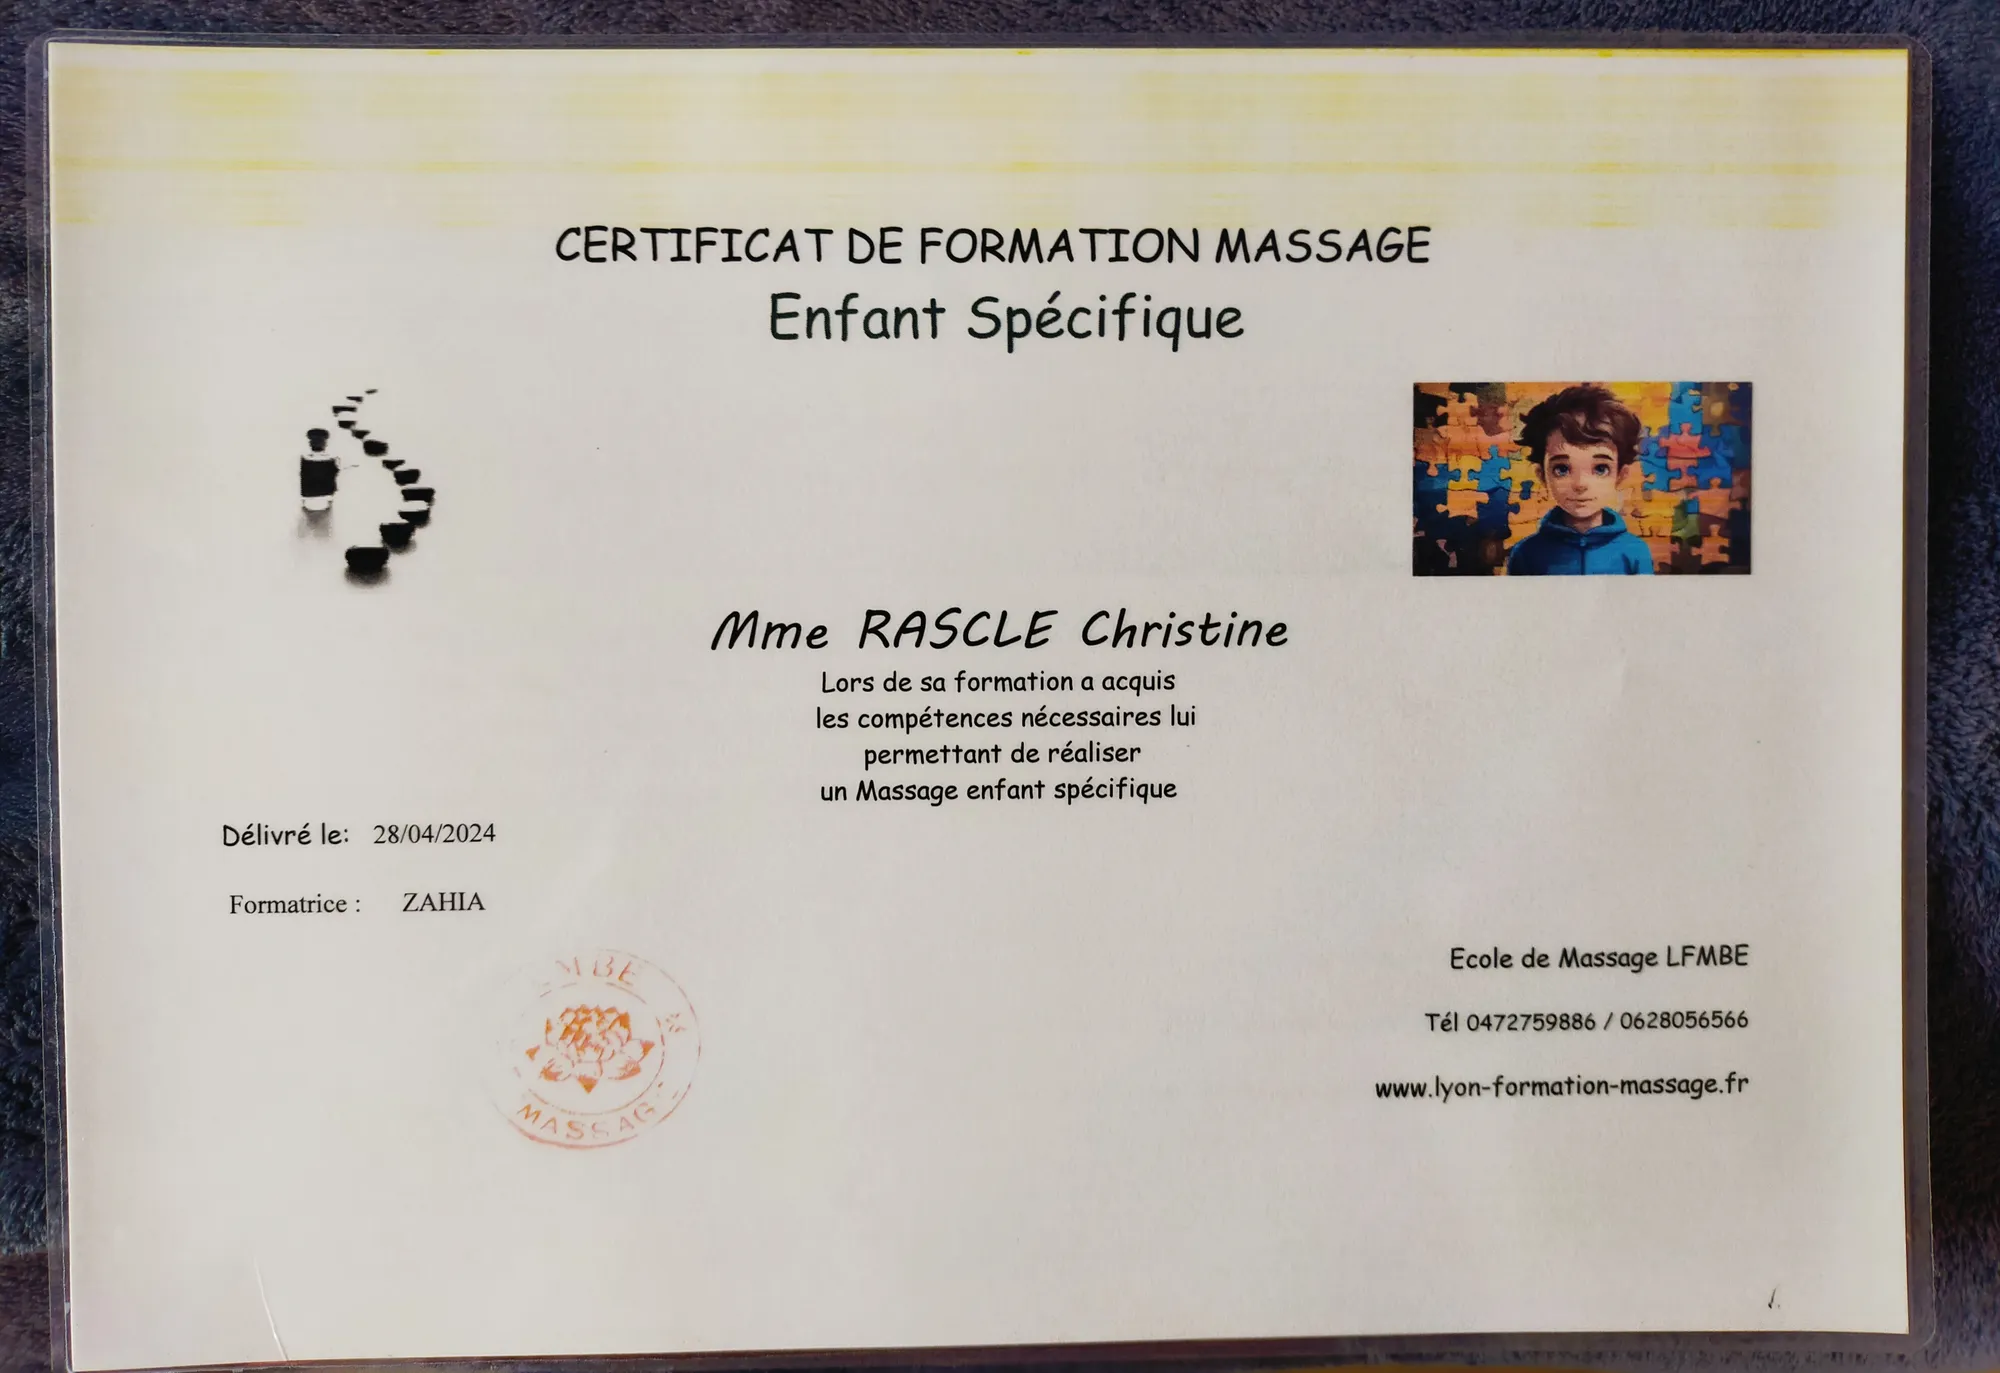 CERTIFICAT DE FORMATION MASSAGE
Enfant Spécifique
Mme RASCLE Christine
Lors de sa formation a acquis
les compétences nécessaires lui
permettant de réaliser
un Massage enfant spécifique
Délivré le: 28/04/2024
Formatrice : ZAHIA
MASSAG
Ecole de Massage LFMBE
Tél 0472759886 / 0628056566
www.lyon-formation-massage.fr